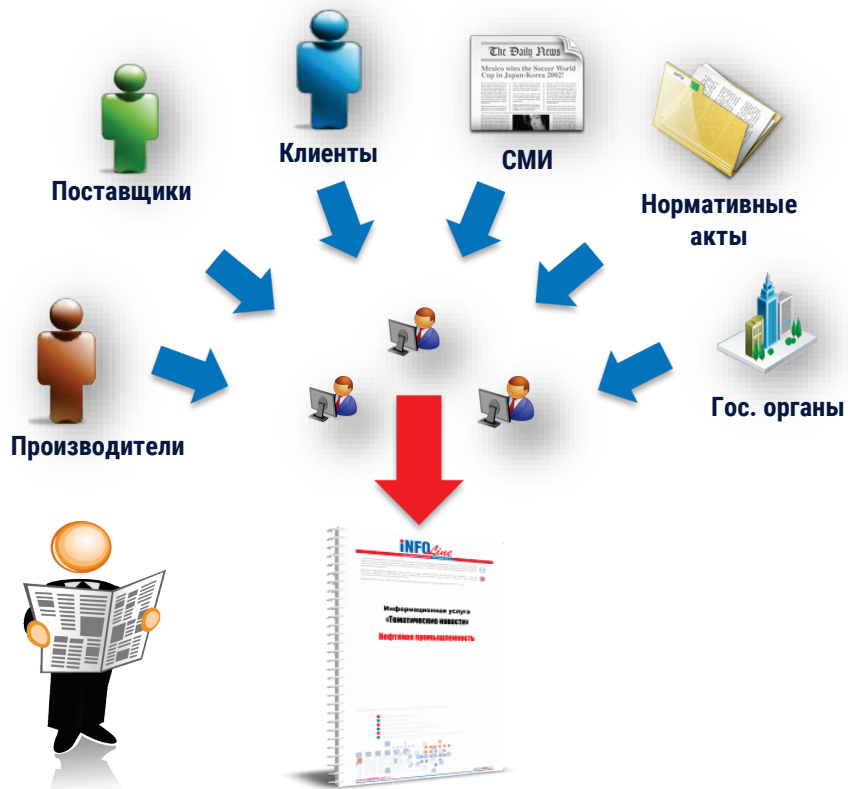 Клиенты
The Daily News
Mexico wins the Soccer World
Cup in Japan-Korea 2002!
СМИ
Поставщики
Нормативные
акты
Гос. органы
Производители
INFOLine
Информационная услуга
«Тематические новости»
Нефтяная промышленность